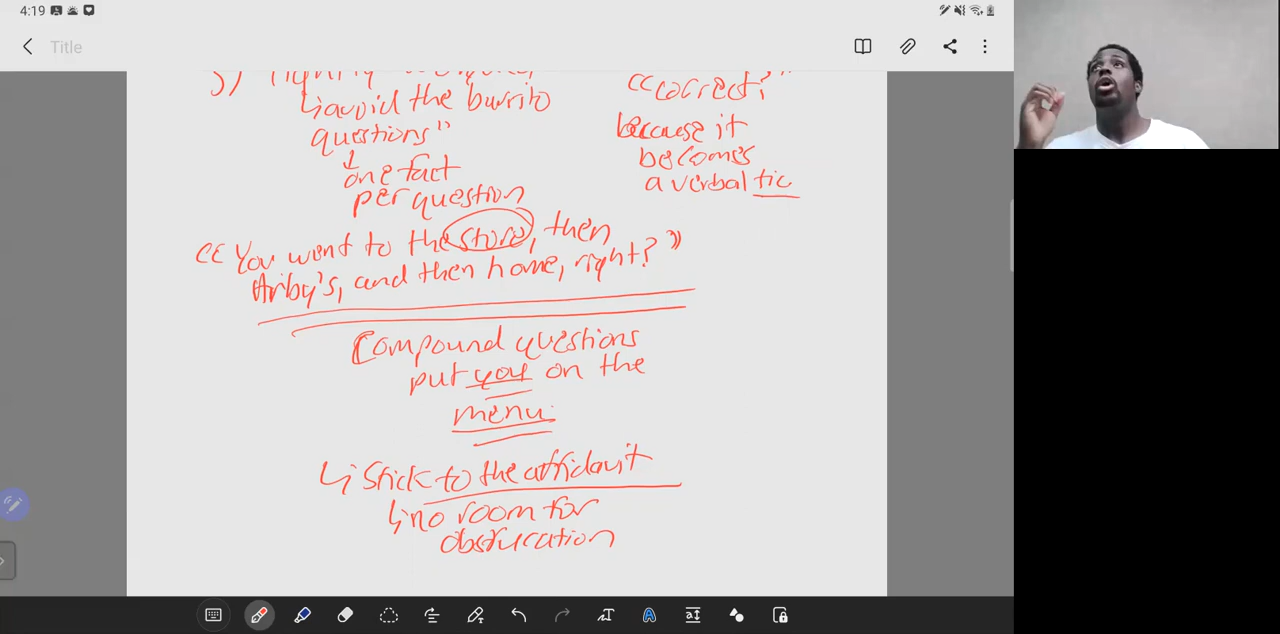 4:19
Title
3)
↳ avoid the burrito
questions"
↓
one fact
per question
"correct?"
because it
becomes
a verbal tic
"You went to the store, then
Arby's, and then home, right?"
Compound questions
put you on the
menu.
↳ Stick to the affidavit
↳ no room for
obsfucation